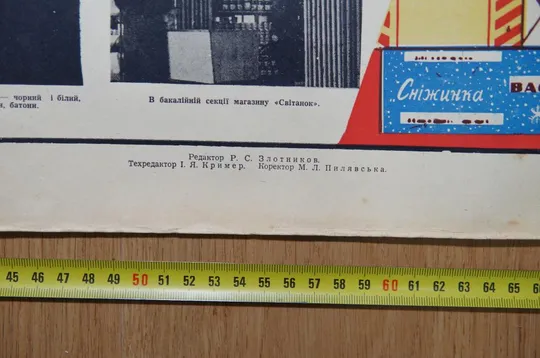 — чорний і білий,
батони.
В бакалійній секції магазину «Світанок».
Сніжинка
Редактор Р. С. Злотников.
Техредактор І. Я. Кример. Коректор М. Л. Пилявська.
45 46 47 48 49 50 51 52 53 54 55 56 57 58 59 60 61 62 63 64 65